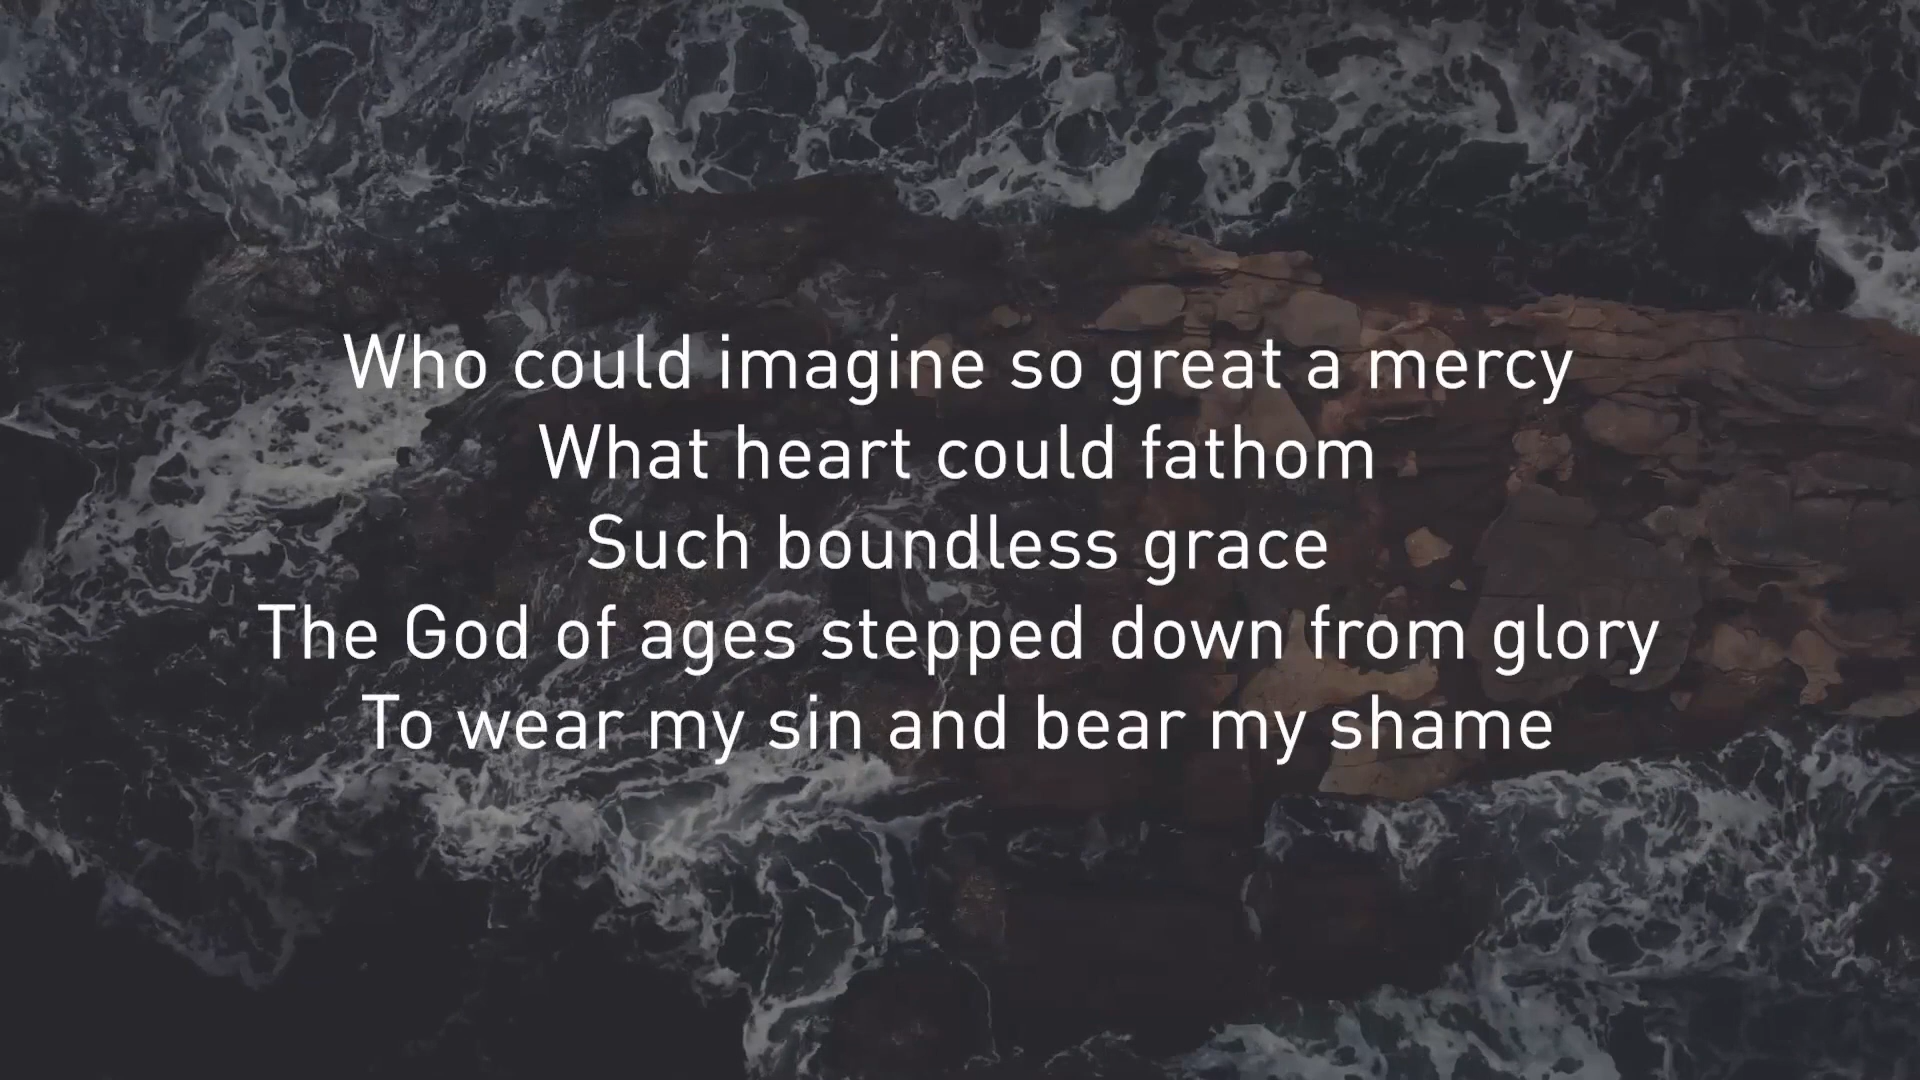 Who could imagine so great a mercy
What heart could fathom
Such boundless grace
The God of ages stepped down from glory
To wear my sin and bear my shame